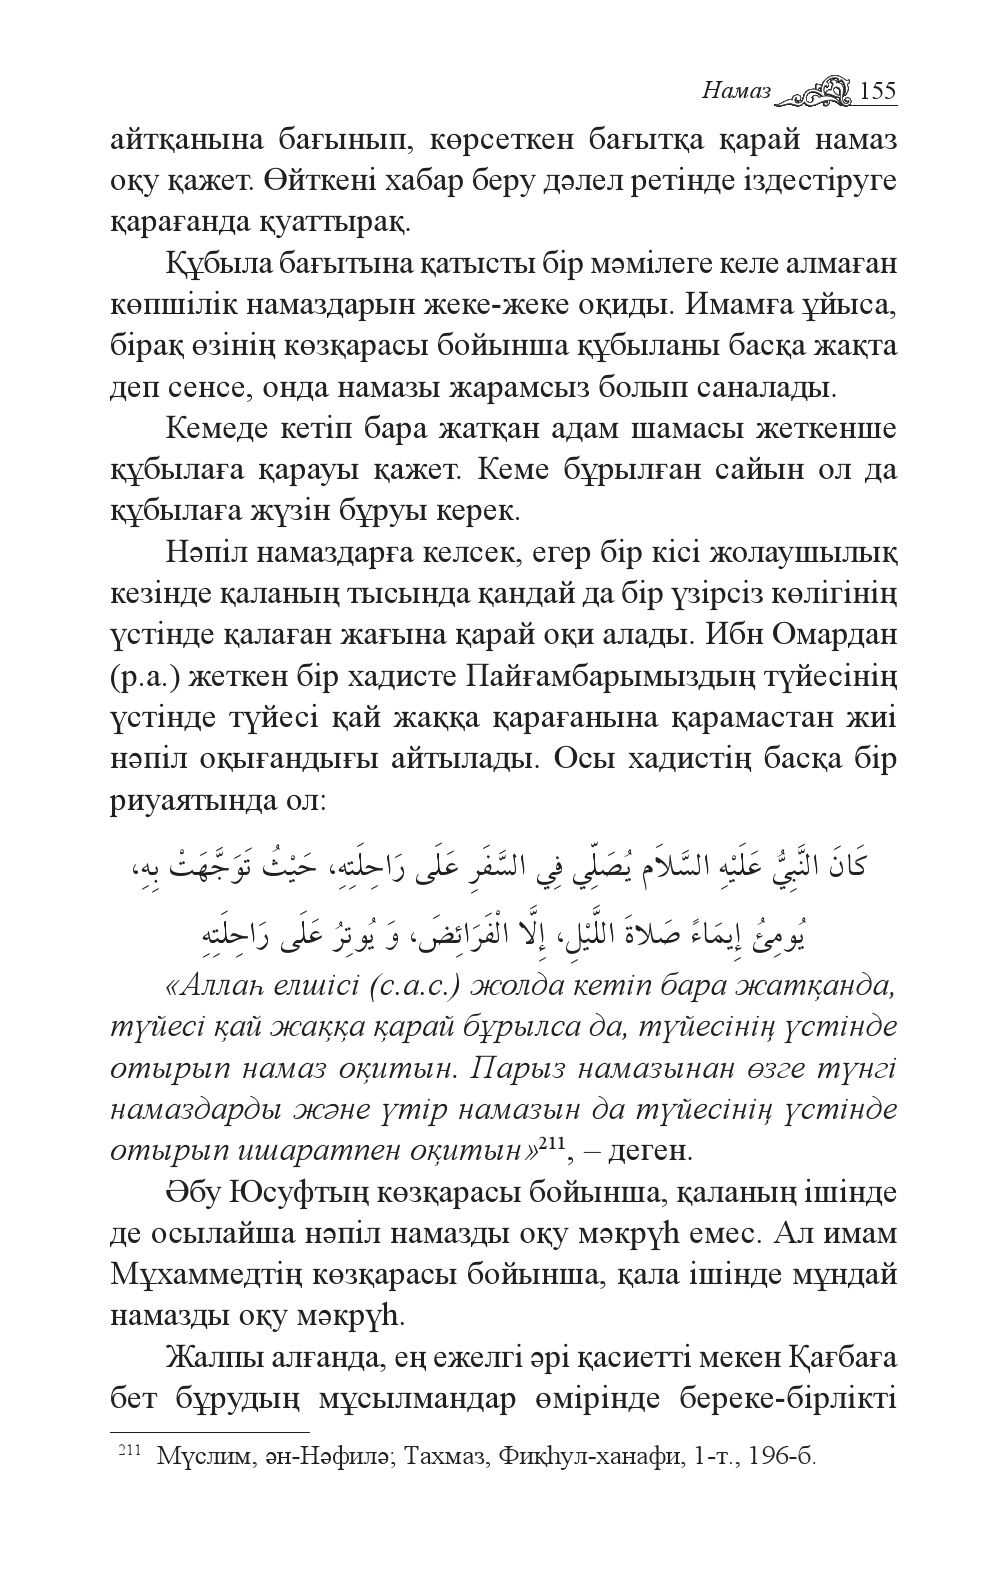 Намаз 155
айтқанына бағынып, көрсеткен бағытқа қарай намаз
оқу қажет. Өйткені хабар беру дәлел ретінде іздестіруге
қарағанда қуаттырақ.
Құбыла бағытына қатысты бір мәмілеге келе алмаған
көпшілік намаздарын жеке-жеке оқиды. Имамға ұйыса,
бірақ өзінің көзқарасы бойынша құбыланы басқа жақта
деп сенсе, онда намазы жарамсыз болып саналады.
Кемеде кетіп бара жатқан адам шамасы жеткенше
құбылаға қарауы қажет. Кеме бұрылған сайын ол да
құбылаға жүзін бұруы керек.
Нәпіл намаздарға келсек, егер бір кісі жолаушылық
кезінде қаланың тысында қандай да бір үзірсіз көлігінің
үстінде қалаған жағына қарай оқи алады. Ибн Омардан
(р.а.) жеткен бір хадисте Пайғамбарымыздың түйесінің
үстінде түйесі қай жаққа қарағанына қарамастан жиі
нәпіл оқығандығы айтылады. Осы хадистің басқа бір
риуаятында ол:
كَانَ النَّبِيُّ عَلَيْهِ السَّلاَم يُصَلِّي فِي السَّفَرِ عَلَى رَاحِلَتِهِ، حَيْثُ تَوَجَّهَتْ بِهِ،
يُومِئُ إِيمَاءً صَلاةَ اللَّيْلِ، إِلَّا الْفَرَائِضَ، وَ يُوتِرُ عَلَى رَاحِلَتِهِ
«Аллаһ елшісі (с.а.с.) жолда кетіп бара жатқанда,
түйесі қай жаққа қарай бұрылса да, түйесінің үстінде
отырып намаз оқитын. Парыз намазынан өзге түнгі
намаздарды және үтір намазын да түйесінің үстінде
отырып ишаратпен оқитын»²¹¹, – деген.
Әбу Юсуфтың көзқарасы бойынша, қаланың ішінде
де осылайша нәпіл намазды оқу мәкрүһ емес. Ал имам
Мұхаммедтің көзқарасы бойынша, қала ішінде мұндай
намазды оқу мәкрүһ.
Жалпы алғанда, ең ежелгі әрі қасиетті мекен Қағбаға
бет бұрудың мұсылмандар өмірінде береке-бірлікті
²¹¹ Мүслим, ән-Нәфилә; Тахмаз, Фиқһул-ханафи, 1-т., 196-б.